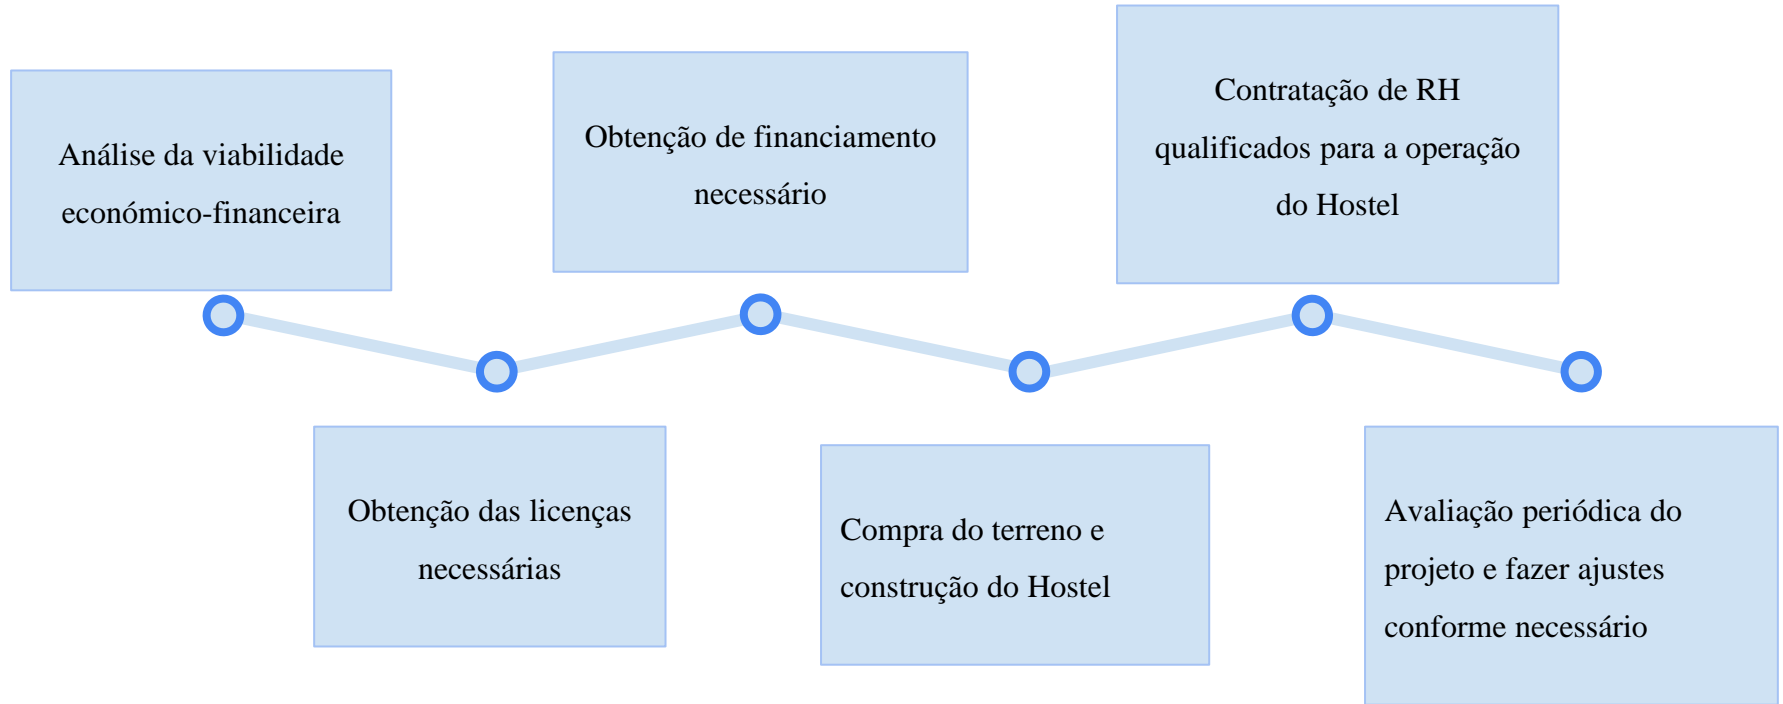 Análise da viabilidade
económico-financeira
Obtenção das licenças
necessárias
Obtenção de financiamento
necessário
Compra do terreno e
construção do Hostel
Contratação de RH
qualificados para a operação
do Hostel
Avaliação periódica do
projeto e fazer ajustes
conforme necessário